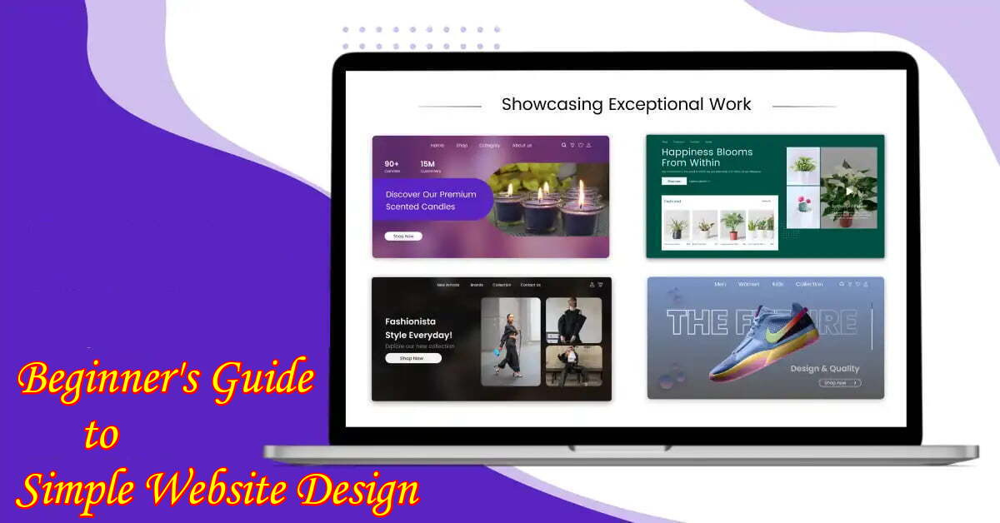 Showcasing Exceptional Work
Home Shop Category About us
90+ 15M
Candles Customers
Discover Our Premium
Scented Candles
Shop Now
Happiness Blooms
From Within
Shop now
Featured
New Arrivals Brands Collection Contact Us
Fashionista
Style Everyday!
Explore our new collection
Shop Now
Men Women Kids Collection
THE FUTURE
Design & Quality
Shop now
Beginner's Guide
to
Simple Website Design